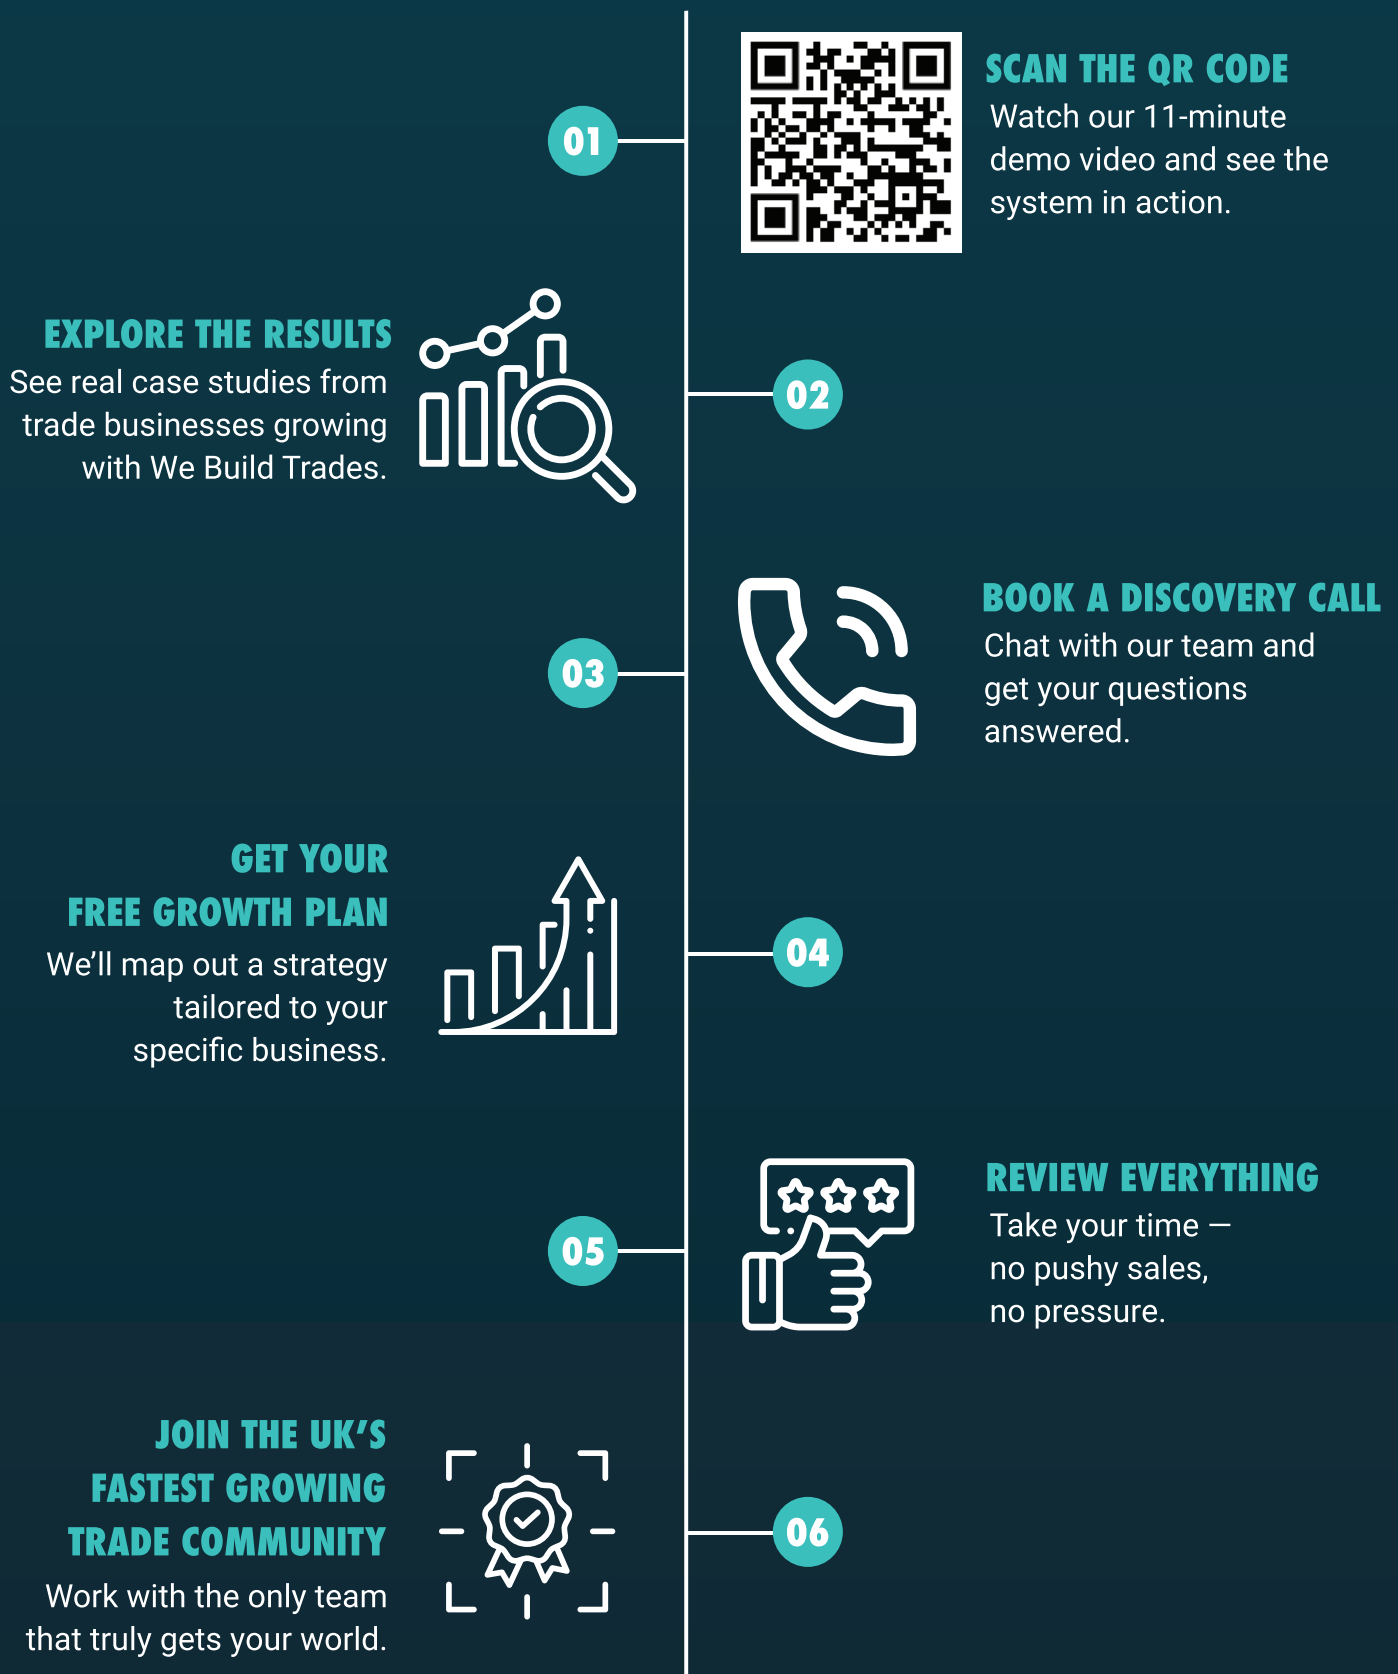 01
SCAN THE QR CODE
Watch our 11-minute
demo video and see the
system in action.
EXPLORE THE RESULTS
See real case studies from
trade businesses growing
with We Build Trades.
02
03
BOOK A DISCOVERY CALL
Chat with our team and
get your questions
answered.
GET YOUR
FREE GROWTH PLAN
We’ll map out a strategy
tailored to your
specific business.
04
05
REVIEW EVERYTHING
Take your time —
no pushy sales,
no pressure.
JOIN THE UK’S
FASTEST GROWING
TRADE COMMUNITY
Work with the only team
that truly gets your world.
06